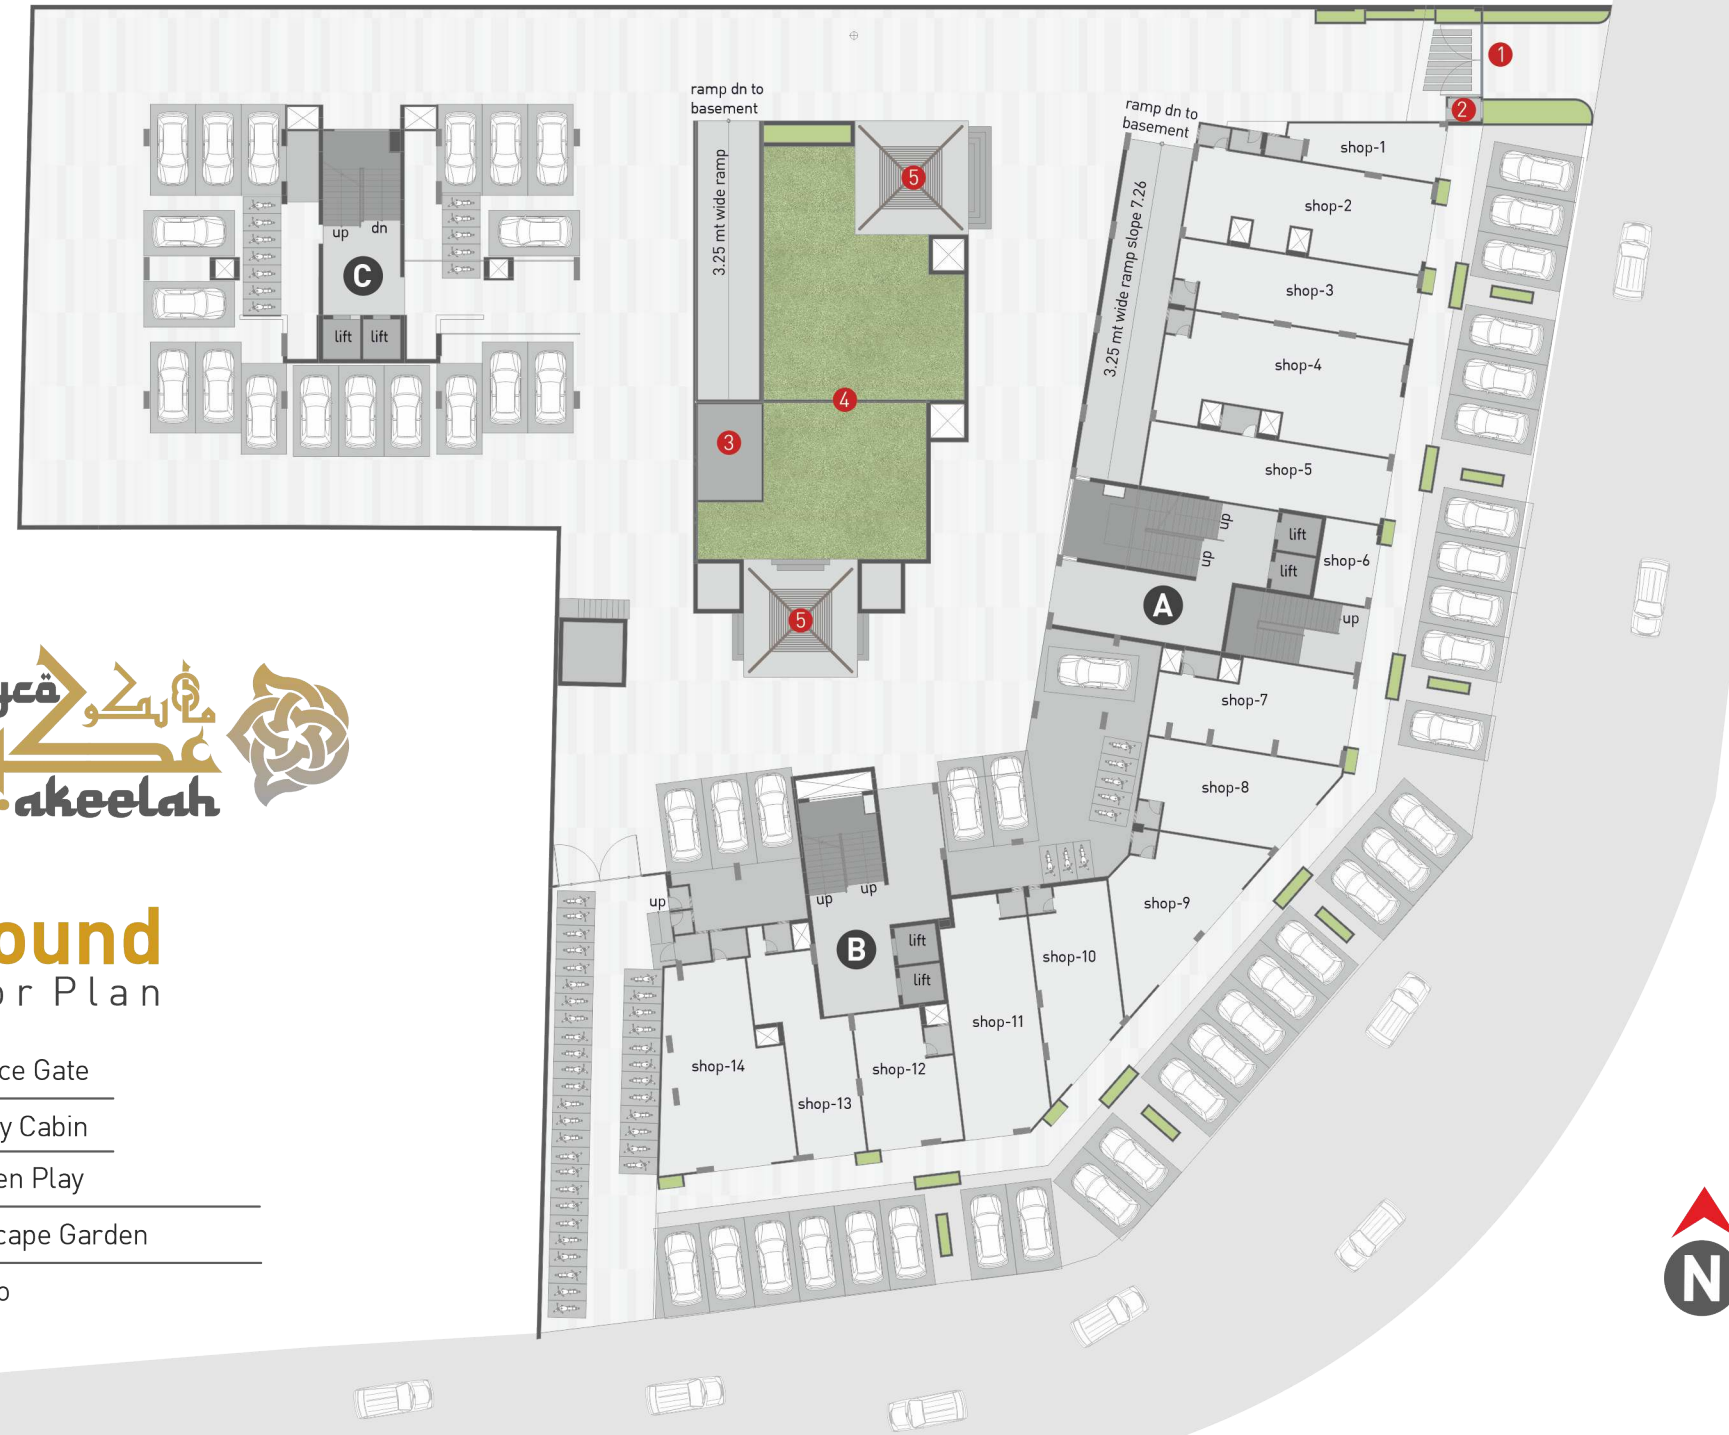 ramp dn to
basement
3.25 mt wide ramp
ramp dn to
basement
3.25 mt wide ramp slope 7.26
1
2
3
4
5
5
shop-1
shop-2
shop-3
shop-4
shop-5
shop-6
shop-7
shop-8
shop-9
shop-10
shop-11
shop-12
shop-13
shop-14
up
dn
C
lift
lift
up
dn
lift
lift
A
up
up
up
up
B
lift
lift
akeelah
ound
or Plan
ce Gate
y Cabin
en Play
cape Garden
o
N